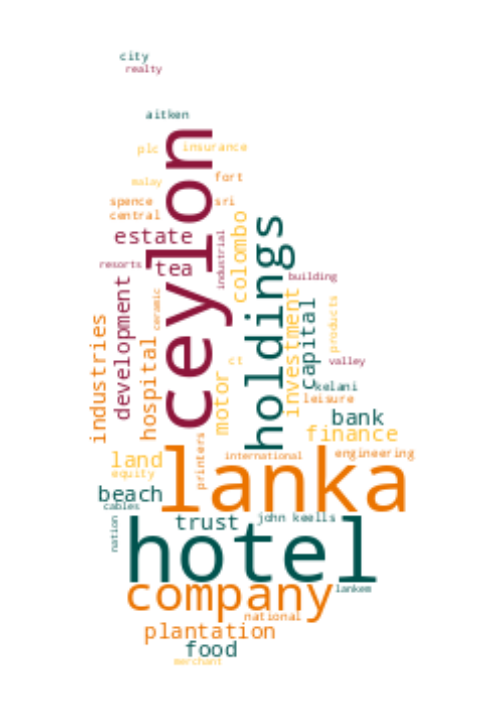 city
realty
aitken
plc insurance
malay
fort
spence
sri
central
ceylon
colombo
holdings
estate
industrial
resorts
tea
building
development
ceramic
investment
capital
products
industries
hospital
motor
ct
valley
kelani
leisure
bank
finance
printers
land
international
engineering
lanka
equity
beach
cables
nation
trust
john keells
hotel
company
lankem
national
plantation
food
merchant